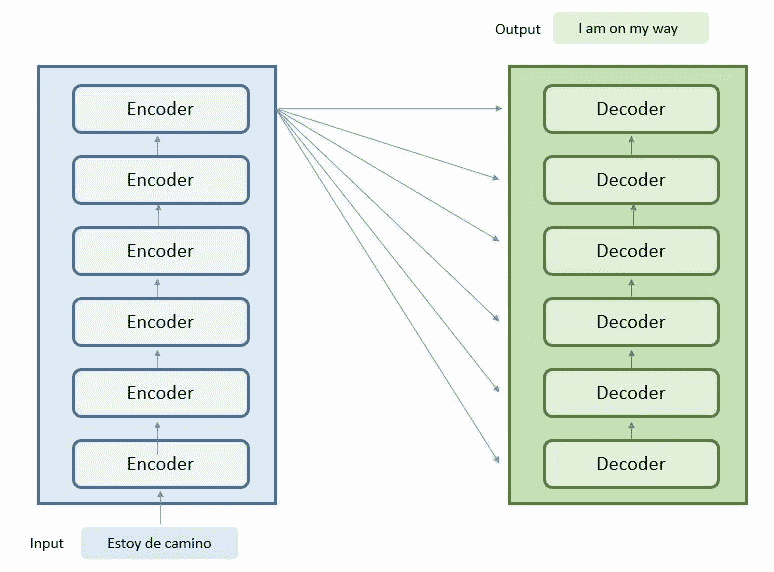 Output
I am on my way
Encoder
Encoder
Encoder
Encoder
Encoder
Encoder
Decoder
Decoder
Decoder
Decoder
Decoder
Decoder
Input
Estoy de camino